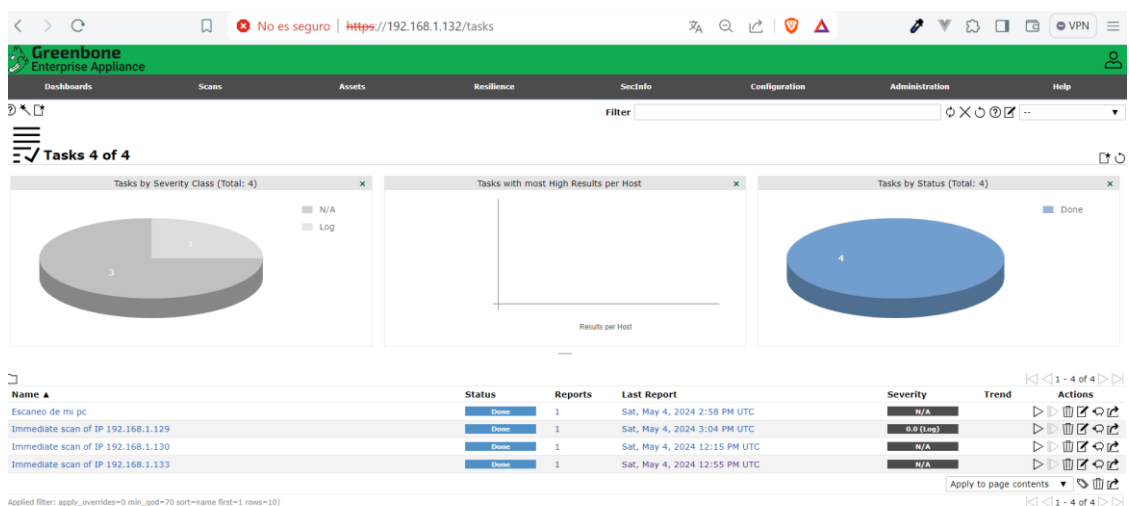 No es seguro | https://192.168.1.132/tasks
VPN
Greenbone
Enterprise Appliance
Dashboards Scans Assets Resilience SecInfo Configuration Administration Help
Filter --
Tasks 4 of 4
Tasks by Severity Class (Total: 4) ×
N/A
Log
1
3
Tasks with most High Results per Host ×
Results per Host
Tasks by Status (Total: 4) ×
Done
4
1 - 4 of 4
Name ▲ Status Reports Last Report Severity Trend Actions
Escaneo de mi pc Done 1 Sat, May 4, 2024 2:58 PM UTC N/A
Immediate scan of IP 192.168.1.129 Done 1 Sat, May 4, 2024 3:04 PM UTC 0.0 (Log)
Immediate scan of IP 192.168.1.130 Done 1 Sat, May 4, 2024 12:15 PM UTC N/A
Immediate scan of IP 192.168.1.133 Done 1 Sat, May 4, 2024 12:55 PM UTC N/A
Apply to page contents ▼
Applied filter: apply_overrides=0 min_qod=70 sort=name first=1 rows=10)
1 - 4 of 4